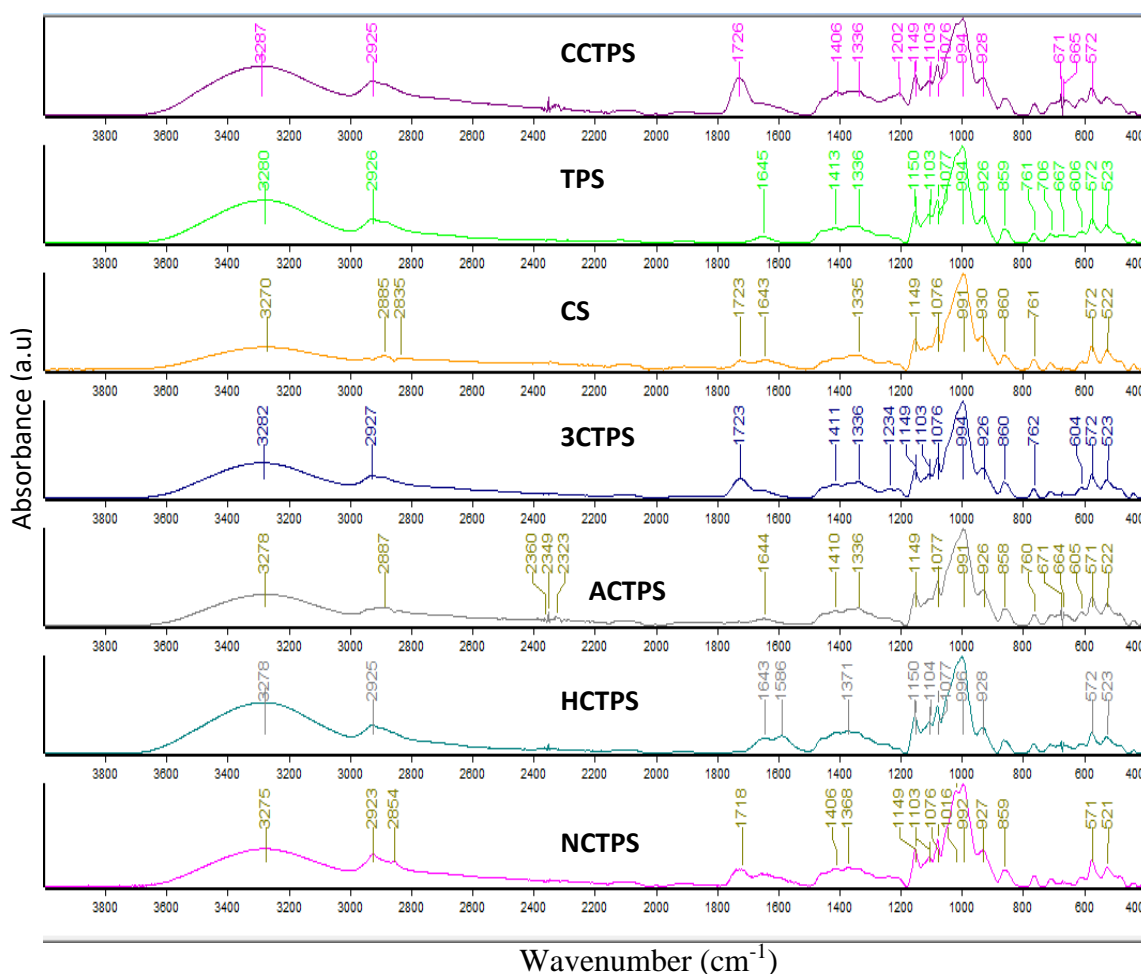 3287 2925 1726 1406 1336 1202 1149 1103 1076 994 928 671 665 572
CCTPS
3800 3600 3400 3200 3000 2800 2600 2400 2200 2000 1800 1600 1400 1200 1000 800 600 400
3280 2926 1645 1413 1336 1150 1103 1077 994 926 859 761 706 667 606 572 523
TPS
3800 3600 3400 3200 3000 2800 2600 2400 2200 2000 1800 1600 1400 1200 1000 800 600 400
3270 2885 2835 1723 1643 1335 1149 1076 991 930 860 761 572 522
CS
3800 3600 3400 3200 3000 2800 2600 2400 2200 2000 1800 1600 1400 1200 1000 800 600 400
3282 2927 1723 1411 1336 1234 1149 1103 1076 994 926 860 762 604 572 523
3CTPS
3800 3600 3400 3200 3000 2800 2600 2400 2200 2000 1800 1600 1400 1200 1000 800 600 400
3278 2887 2360 2349 2323 1644 1410 1336 1149 1077 991 926 858 760 671 664 605 571 522
ACTPS
3800 3600 3400 3200 3000 2800 2600 2400 2200 2000 1800 1600 1400 1200 1000 800 600 400
3278 2925 1643 1586 1371 1150 1104 1077 996 928 572 523
HCTPS
3800 3600 3400 3200 3000 2800 2600 2400 2200 2000 1800 1600 1400 1200 1000 800 600 400
3275 2923 2854 1718 1406 1368 1149 1103 1076 1016 992 927 859 571 521
NCTPS
3800 3600 3400 3200 3000 2800 2600 2400 2200 2000 1800 1600 1400 1200 1000 800 600 400
Absorbance (a.u)
Wavenumber (cm⁻¹)